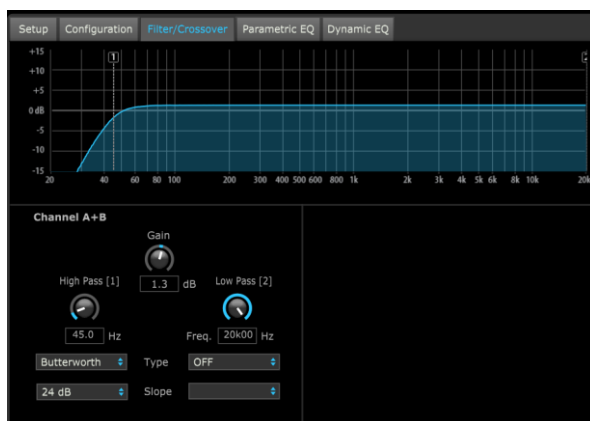 Setup Configuration Filter/Crossover Parametric EQ Dynamic EQ
+15
1
+10
+5
0 dB
-5
-10
-15
20 40 60 80 100 200 300 400 500 600 800 1k 2k 3k 4k 5k 6k 8k 10k 20k
Channel A+B
Gain
High Pass [1] 1.3 dB Low Pass [2]
45.0 Hz Freq. 20k00 Hz
Butterworth Type OFF
24 dB Slope